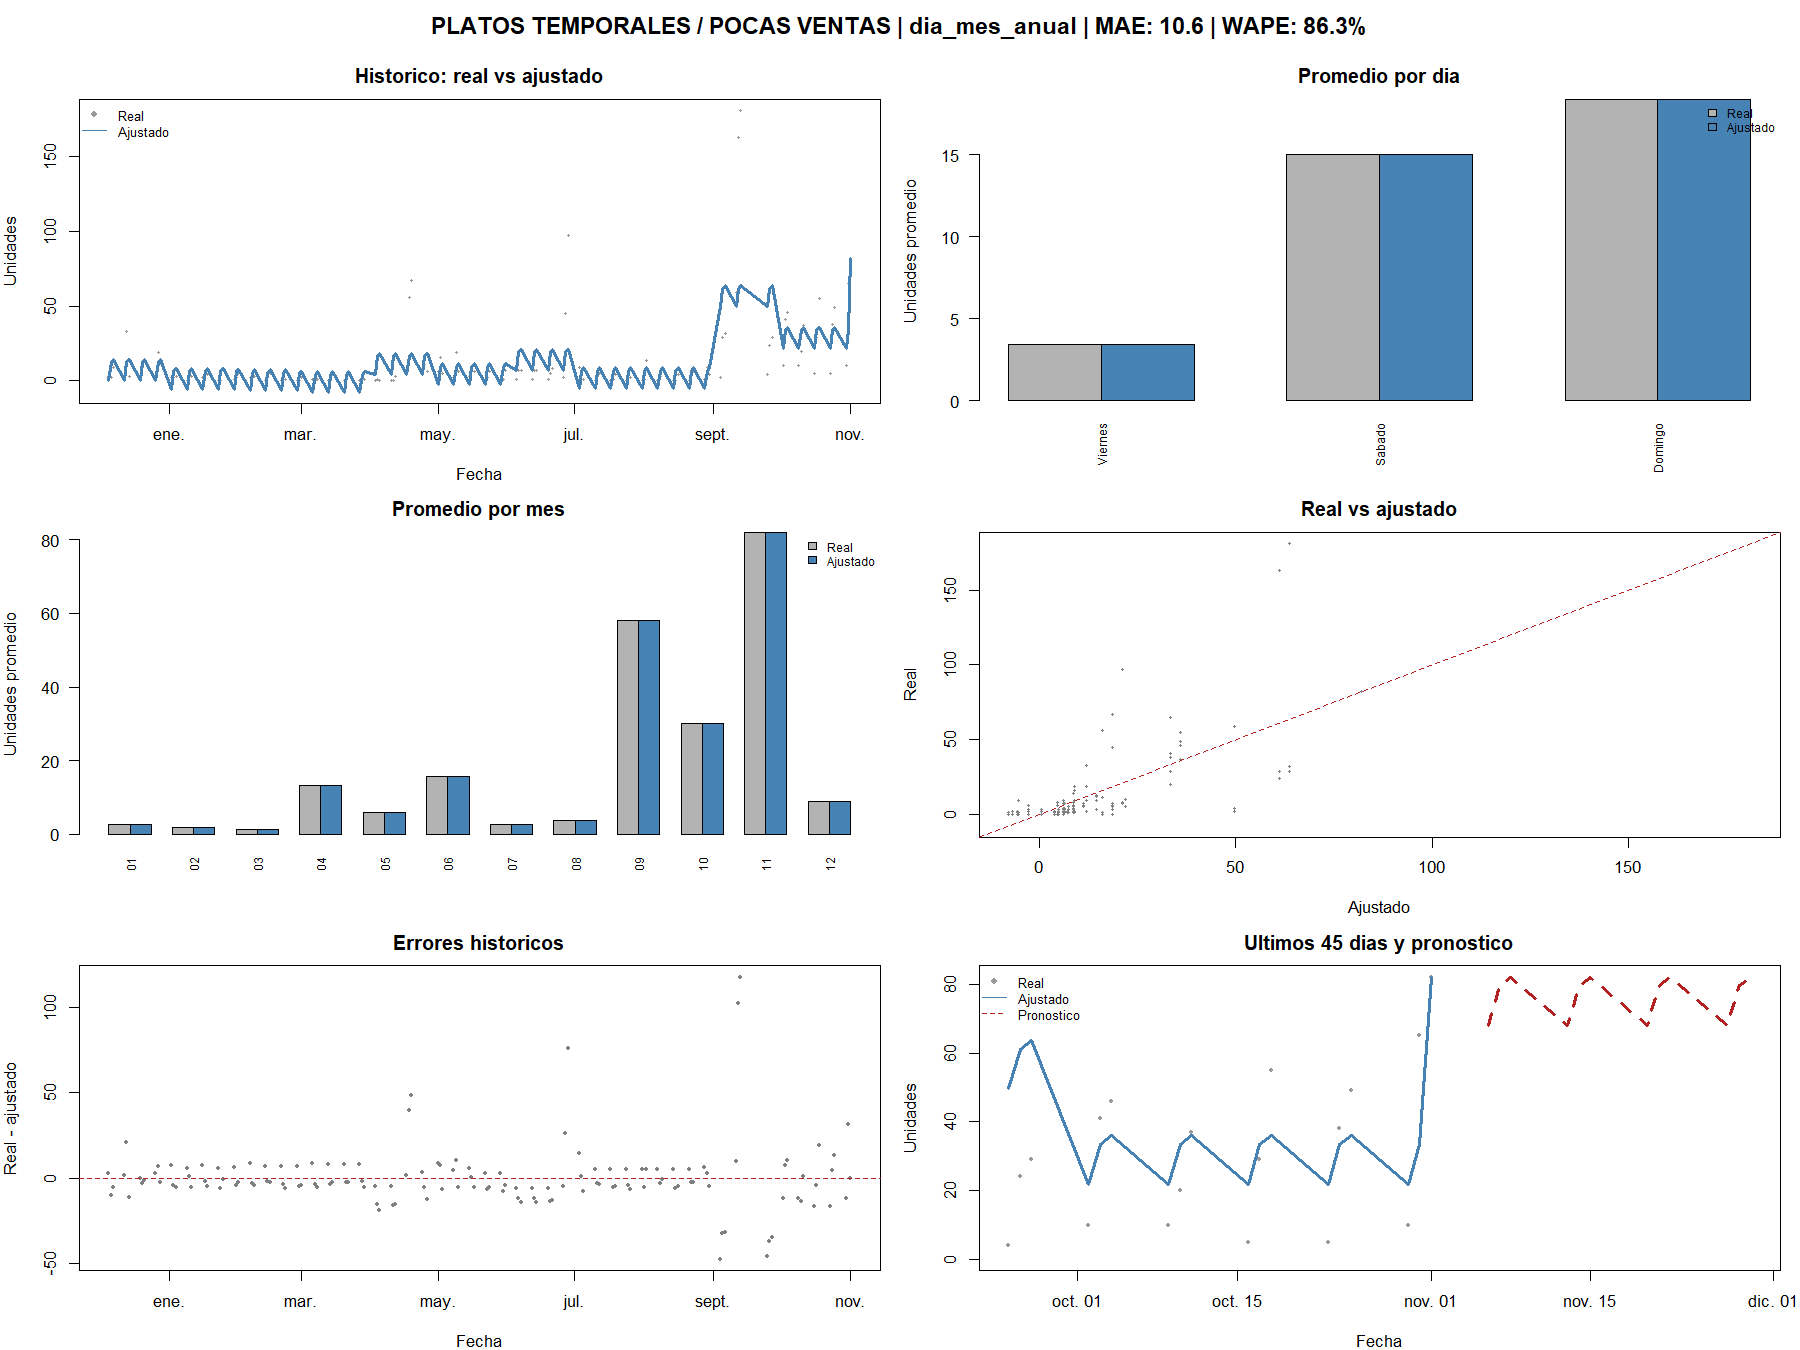 PLATOS TEMPORALES / POCAS VENTAS | dia_mes_anual | MAE: 10.6 | WAPE: 86.3%
Historico: real vs ajustado
Real
Ajustado
Unidades
0 50 100 150
ene. mar. may. jul. sept. nov.
Fecha
Promedio por dia
Real
Ajustado
Unidades promedio
0 5 10 15
Viernes Sabado Domingo
Promedio por mes
Real
Ajustado
Unidades promedio
0 20 40 60 80
01 02 03 04 05 06 07 08 09 10 11 12
Real vs ajustado
Real
0 50 100 150
0 50 100 150
Ajustado
Errores historicos
Real - ajustado
-50 0 50 100
ene. mar. may. jul. sept. nov.
Fecha
Ultimos 45 dias y pronostico
Real
Ajustado
Pronostico
Unidades
0 20 40 60 80
oct. 01 oct. 15 nov. 01 nov. 15 dic. 01
Fecha